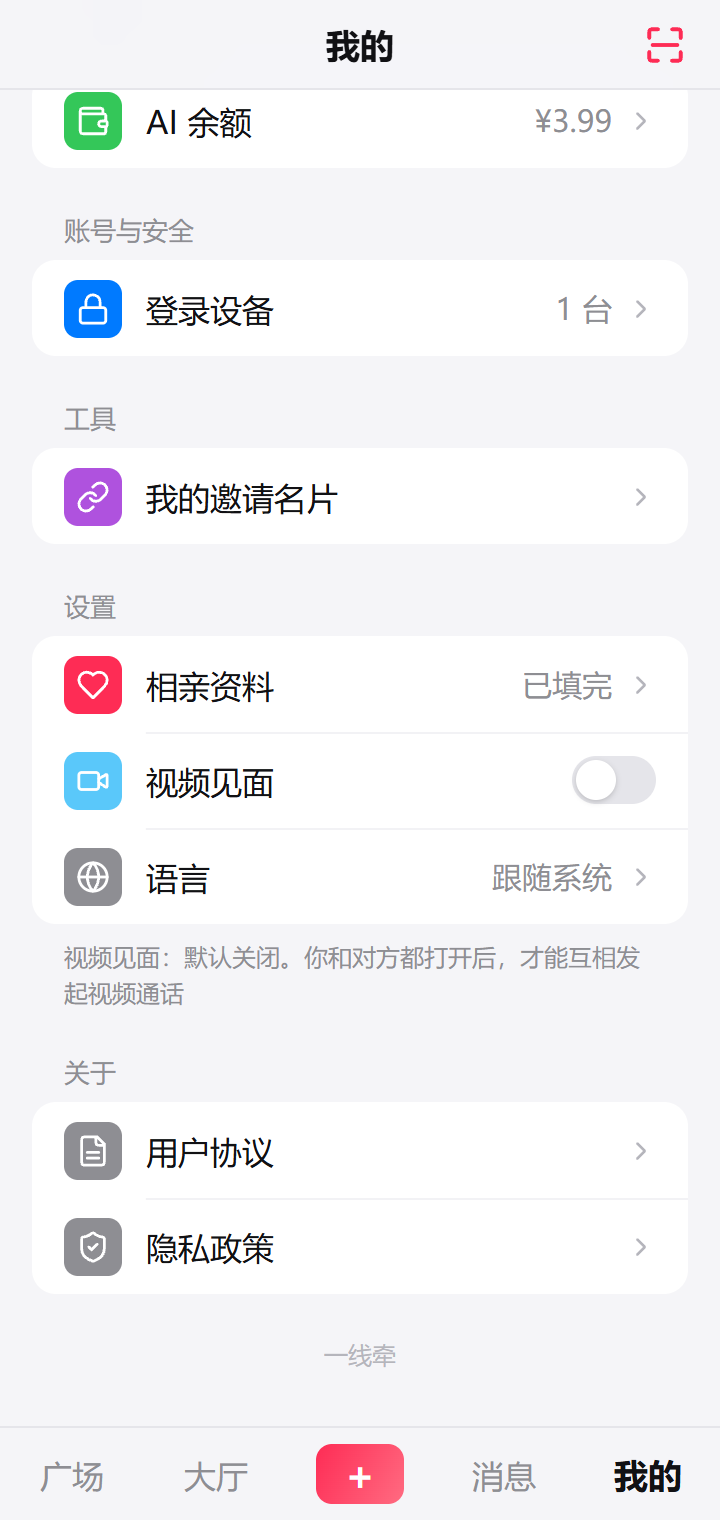 我的
AI 余额 ¥3.99
账号与安全
登录设备 1 台
工具
我的邀请名片
设置
相亲资料 已填完
视频见面
语言 跟随系统
视频见面：默认关闭。你和对方都打开后，才能互相发
起视频通话
关于
用户协议
隐私政策
一线牵
广场 大厅 + 消息 我的